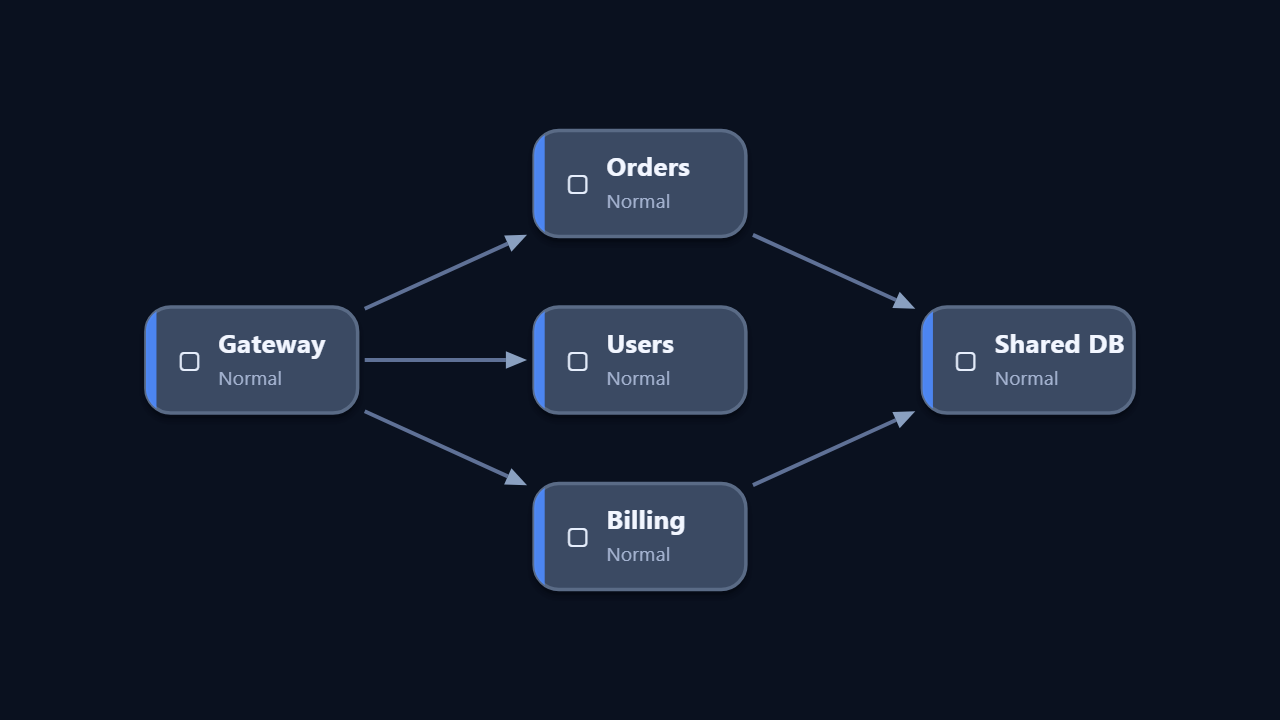 Orders
Normal
Gateway
Normal
Users
Normal
Shared DB
Normal
Billing
Normal